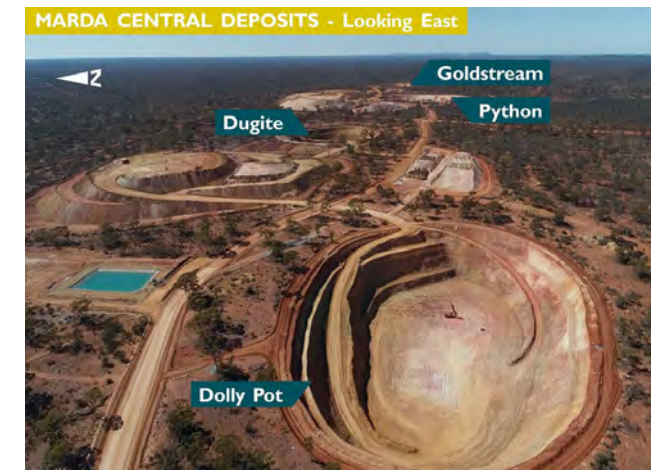 MARDA CENTRAL DEPOSITS - Looking East
Z
Goldstream
Python
Dugite
Dolly Pot